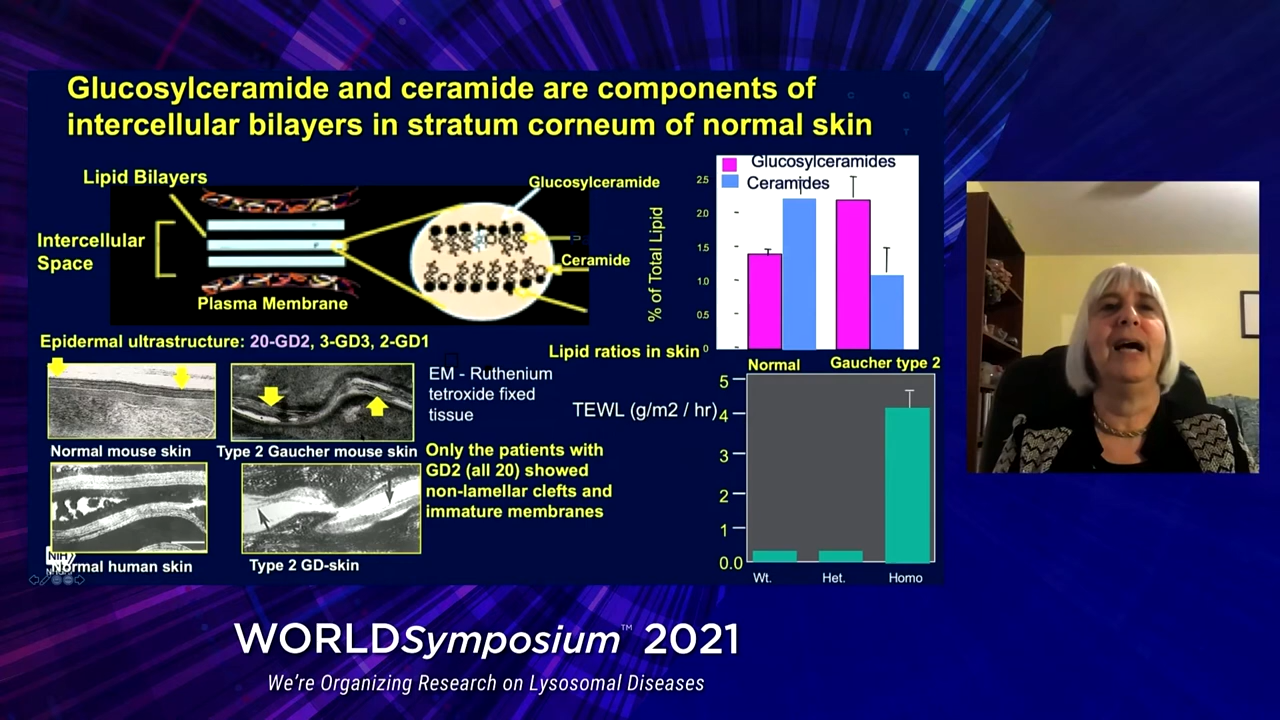 Glucosylceramide and ceramide are components of
intercellular bilayers in stratum corneum of normal skin
Lipid Bilayers
Intercellular
Space
Plasma Membrane
Glucosylceramide
Ceramide
Glucosylceramides
Ceramides
% of Total Lipid
2.5
2.0
1.5
1.0
0.5
0
Lipid ratios in skin
Normal
Gaucher type 2
Epidermal ultrastructure: 20-GD2, 3-GD3, 2-GD1
EM - Ruthenium
tetroxide fixed
tissue
Normal mouse skin
Type 2 Gaucher mouse skin
Only the patients with
GD2 (all 20) showed
non-lamellar clefts and
immature membranes
Normal human skin
Type 2 GD-skin
NIH
TEWL (g/m2 / hr)
5
4
3
2
1
0.0
Wt.
Het.
Homo
WORLDSymposium™ 2021
We're Organizing Research on Lysosomal Diseases